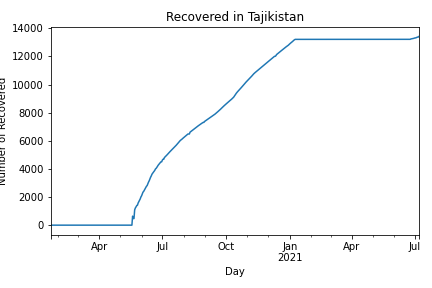 Recovered in Tajikistan
14000
12000
10000
8000
6000
4000
2000
0
Number of Recovered
Apr Jul Oct Jan Apr Jul
2021
Day